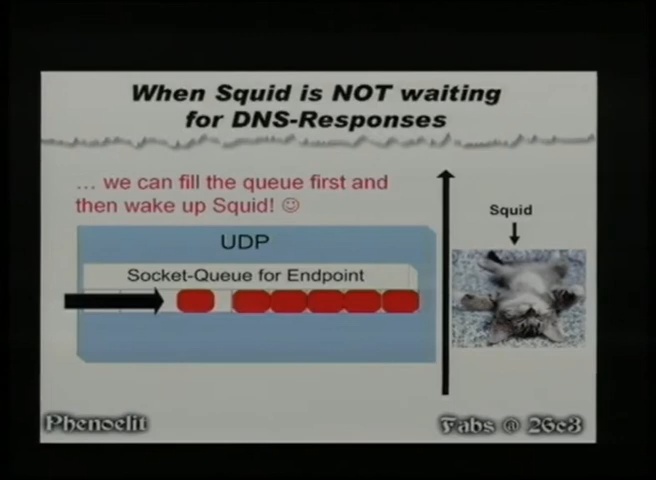 When Squid is NOT waiting
for DNS-Responses
... we can fill the queue first and
then wake up Squid! ☺
UDP
Socket-Queue for Endpoint
Squid
Phenoelit
Fabs @ 26c3